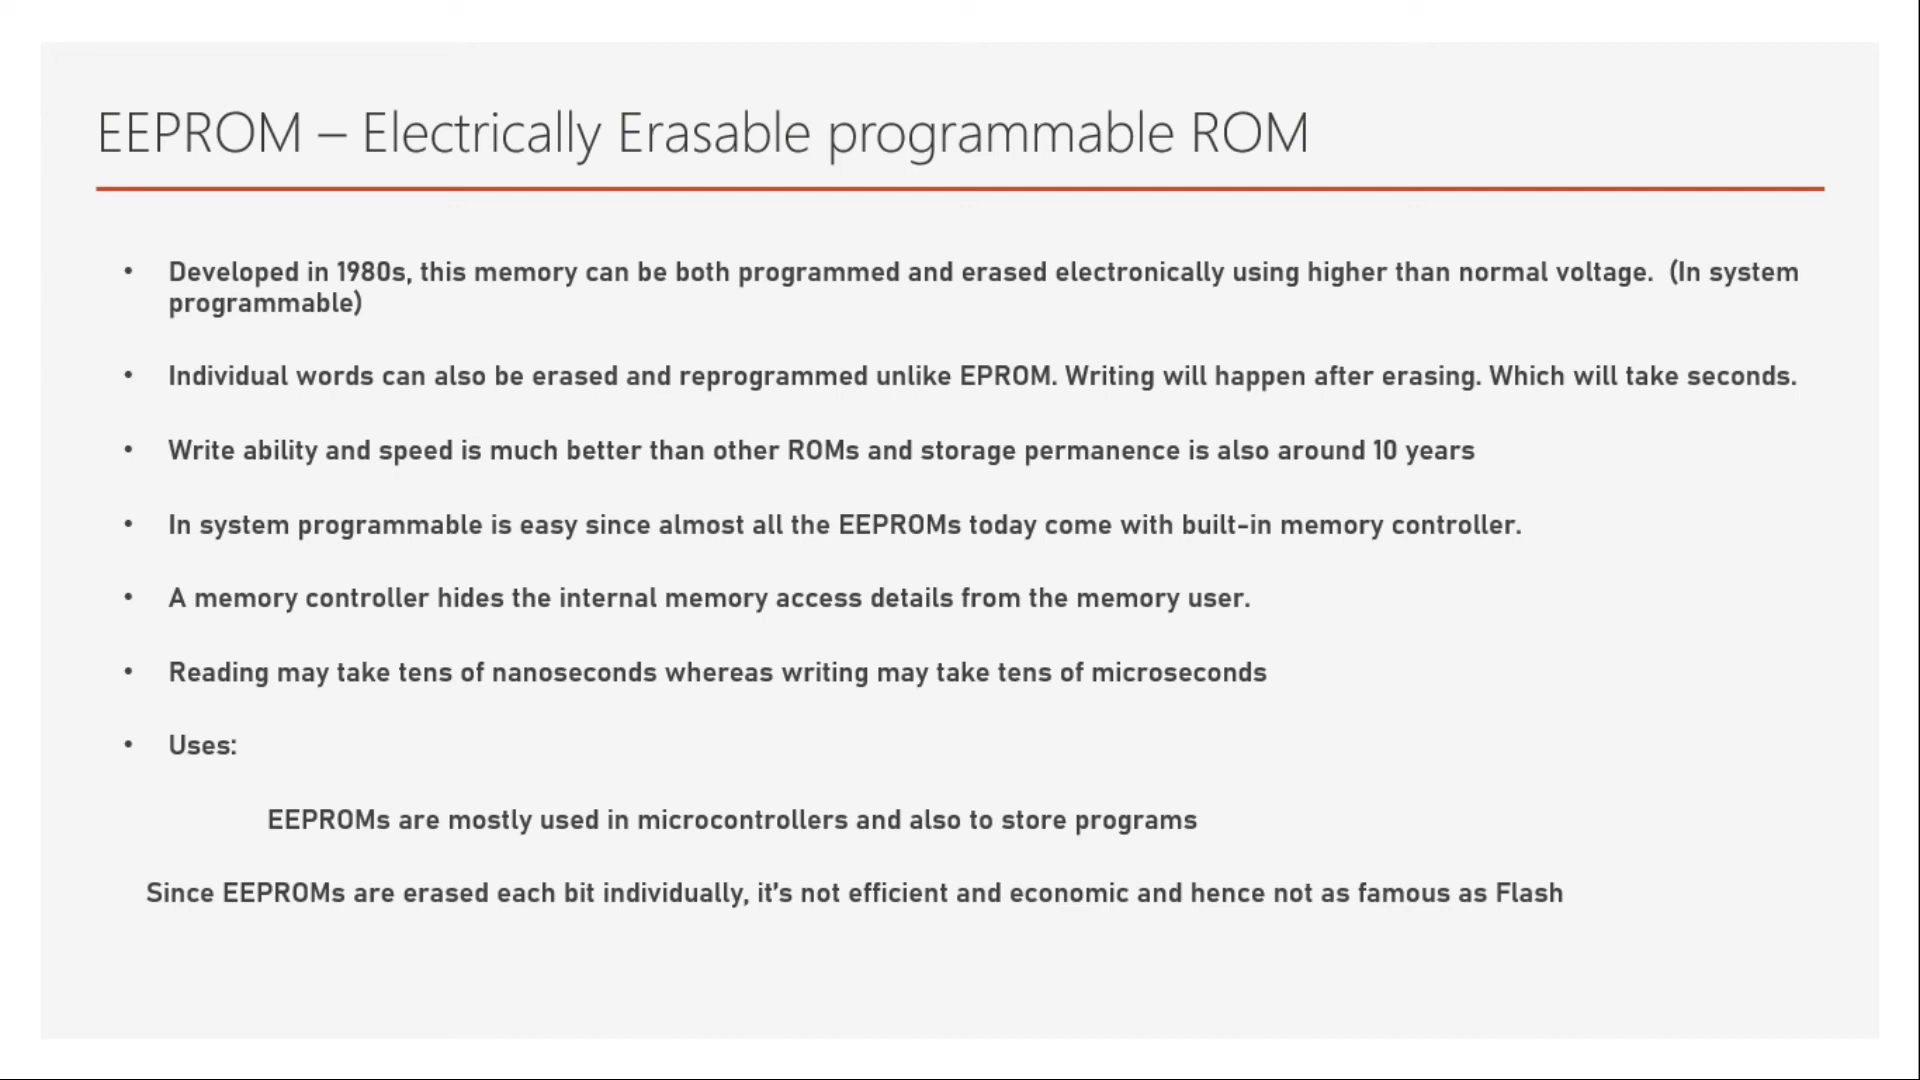 EEPROM – Electrically Erasable programmable ROM
• Developed in 1980s, this memory can be both programmed and erased electronically using higher than normal voltage.  (In system
programmable)
• Individual words can also be erased and reprogrammed unlike EPROM. Writing will happen after erasing. Which will take seconds.
• Write ability and speed is much better than other ROMs and storage permanence is also around 10 years
• In system programmable is easy since almost all the EEPROMs today come with built-in memory controller.
• A memory controller hides the internal memory access details from the memory user.
• Reading may take tens of nanoseconds whereas writing may take tens of microseconds
• Uses:
EEPROMs are mostly used in microcontrollers and also to store programs
Since EEPROMs are erased each bit individually, it's not efficient and economic and hence not as famous as Flash